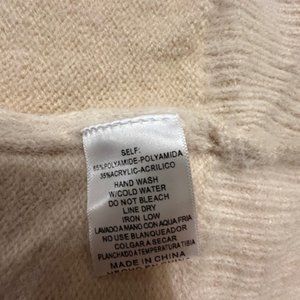 SELF:
65%POLYAMIDE-POLYAMIDA
35%ACRYLIC-ACRILICO
HAND WASH
W/COLD WATER
DO NOT BLEACH
LINE DRY
IRON LOW
LAVADO A MANO CON AQUA FRIA
NO USE BLANQUEADOR
COLGAR A SECAR
PLANCHADO A TEMPERATURA TIBIA
MADE IN CHINA